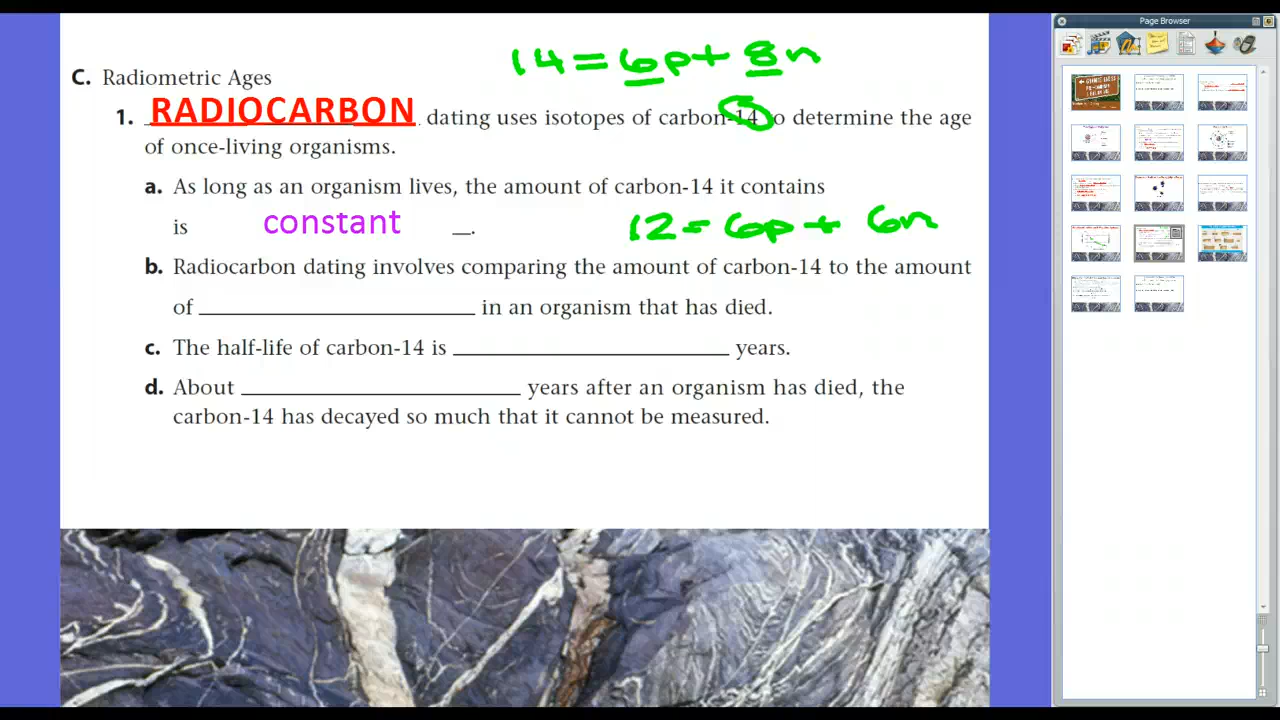 Page Browser
14 = 6p + 8n
C. Radiometric Ages
1. RADIOCARBON dating uses isotopes of carbon-14 to determine the age
of once-living organisms.
a. As long as an organism lives, the amount of carbon-14 it contains
is constant .
12 = 6p + 6n
b. Radiocarbon dating involves comparing the amount of carbon-14 to the amount
of in an organism that has died.
c. The half-life of carbon-14 is years.
d. About years after an organism has died, the
carbon-14 has decayed so much that it cannot be measured.